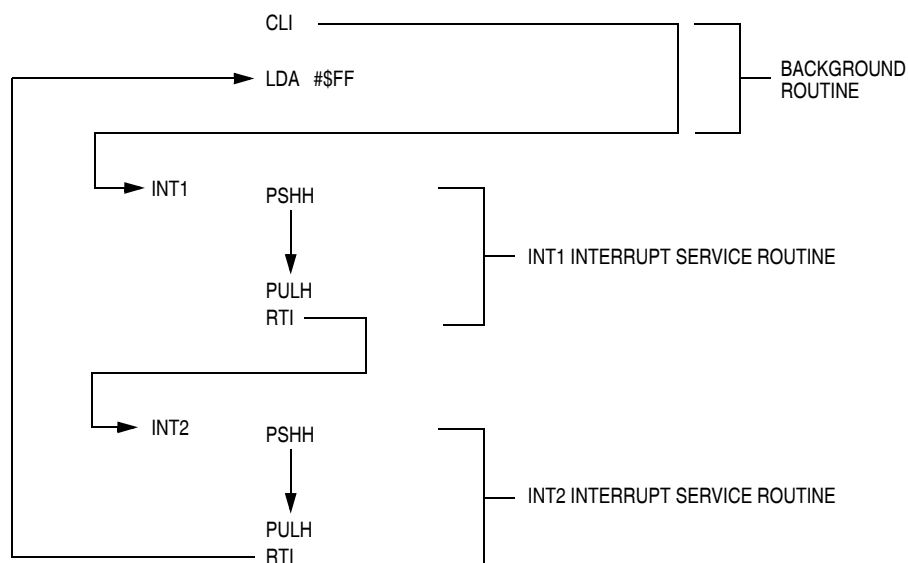 CLI
LDA #$FF
BACKGROUND
ROUTINE
INT1
PSHH
INT1 INTERRUPT SERVICE ROUTINE
PULH
RTI
INT2
PSHH
INT2 INTERRUPT SERVICE ROUTINE
PULH
RTI